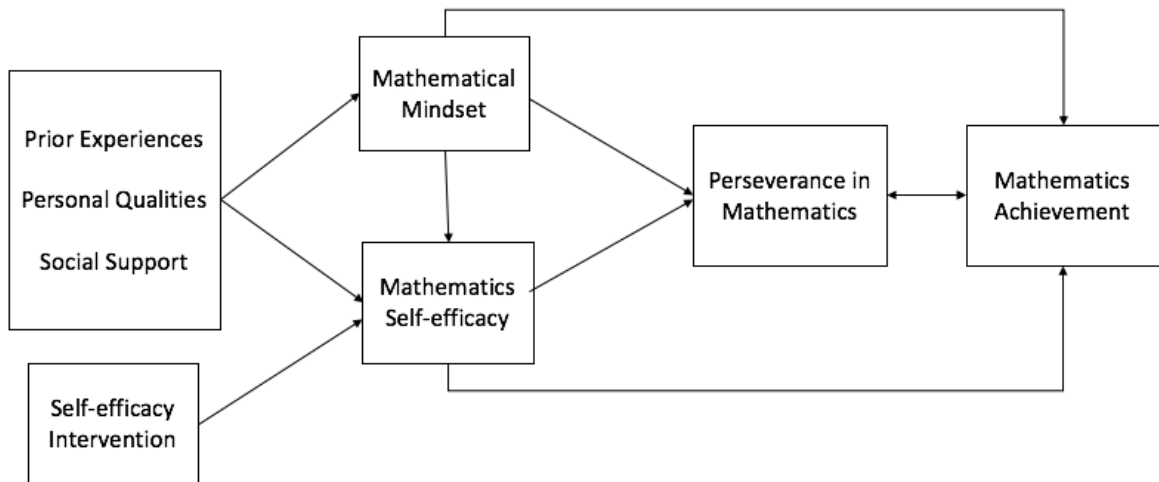 Prior Experiences
Personal Qualities
Social Support
Self-efficacy
Intervention
Mathematical
Mindset
Mathematics
Self-efficacy
Perseverance in
Mathematics
Mathematics
Achievement